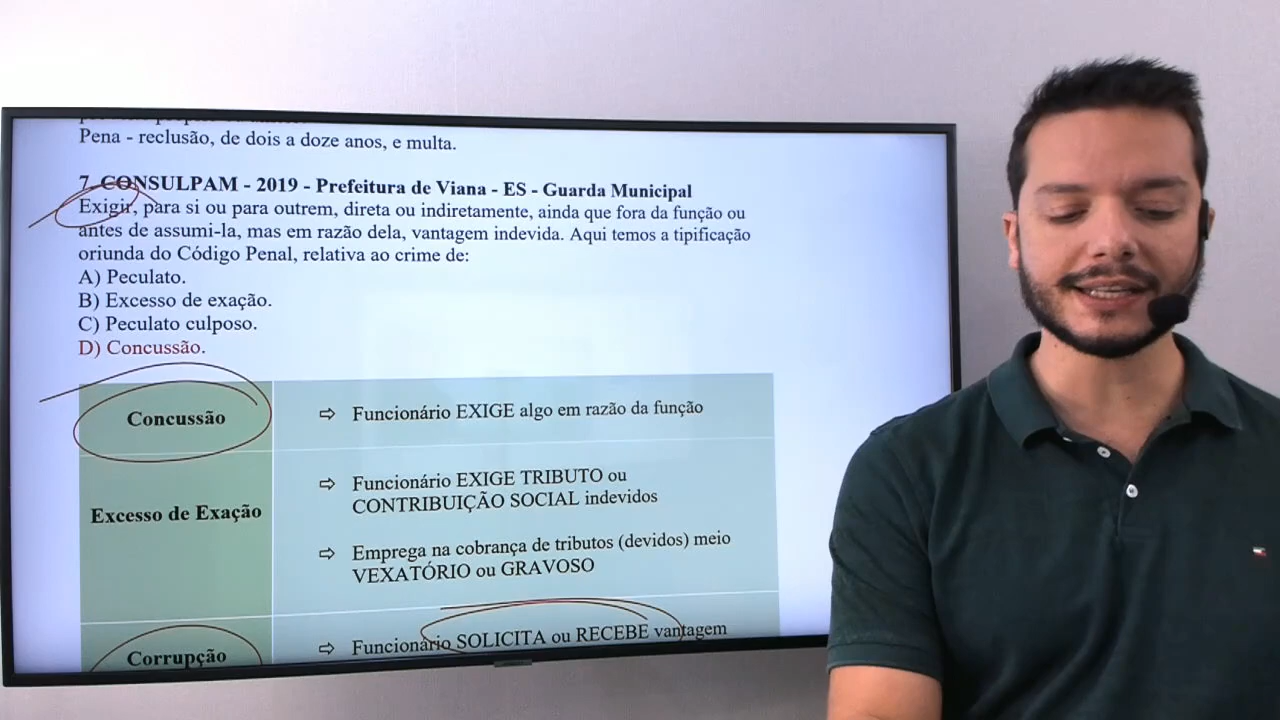 Pena - reclusão, de dois a doze anos, e multa.
7. CONSULPAM - 2019 - Prefeitura de Viana - ES - Guarda Municipal
Exigir, para si ou para outrem, direta ou indiretamente, ainda que fora da função ou
antes de assumi-la, mas em razão dela, vantagem indevida. Aqui temos a tipificação
oriunda do Código Penal, relativa ao crime de:
A) Peculato.
B) Excesso de exação.
C) Peculato culposo.
D) Concussão.
Concussão
⇨ Funcionário EXIGE algo em razão da função
Excesso de Exação
⇨ Funcionário EXIGE TRIBUTO ou
CONTRIBUIÇÃO SOCIAL indevidos
⇨ Emprega na cobrança de tributos (devidos) meio
VEXATÓRIO ou GRAVOSO
Corrupção
⇨ Funcionário SOLICITA ou RECEBE vantagem